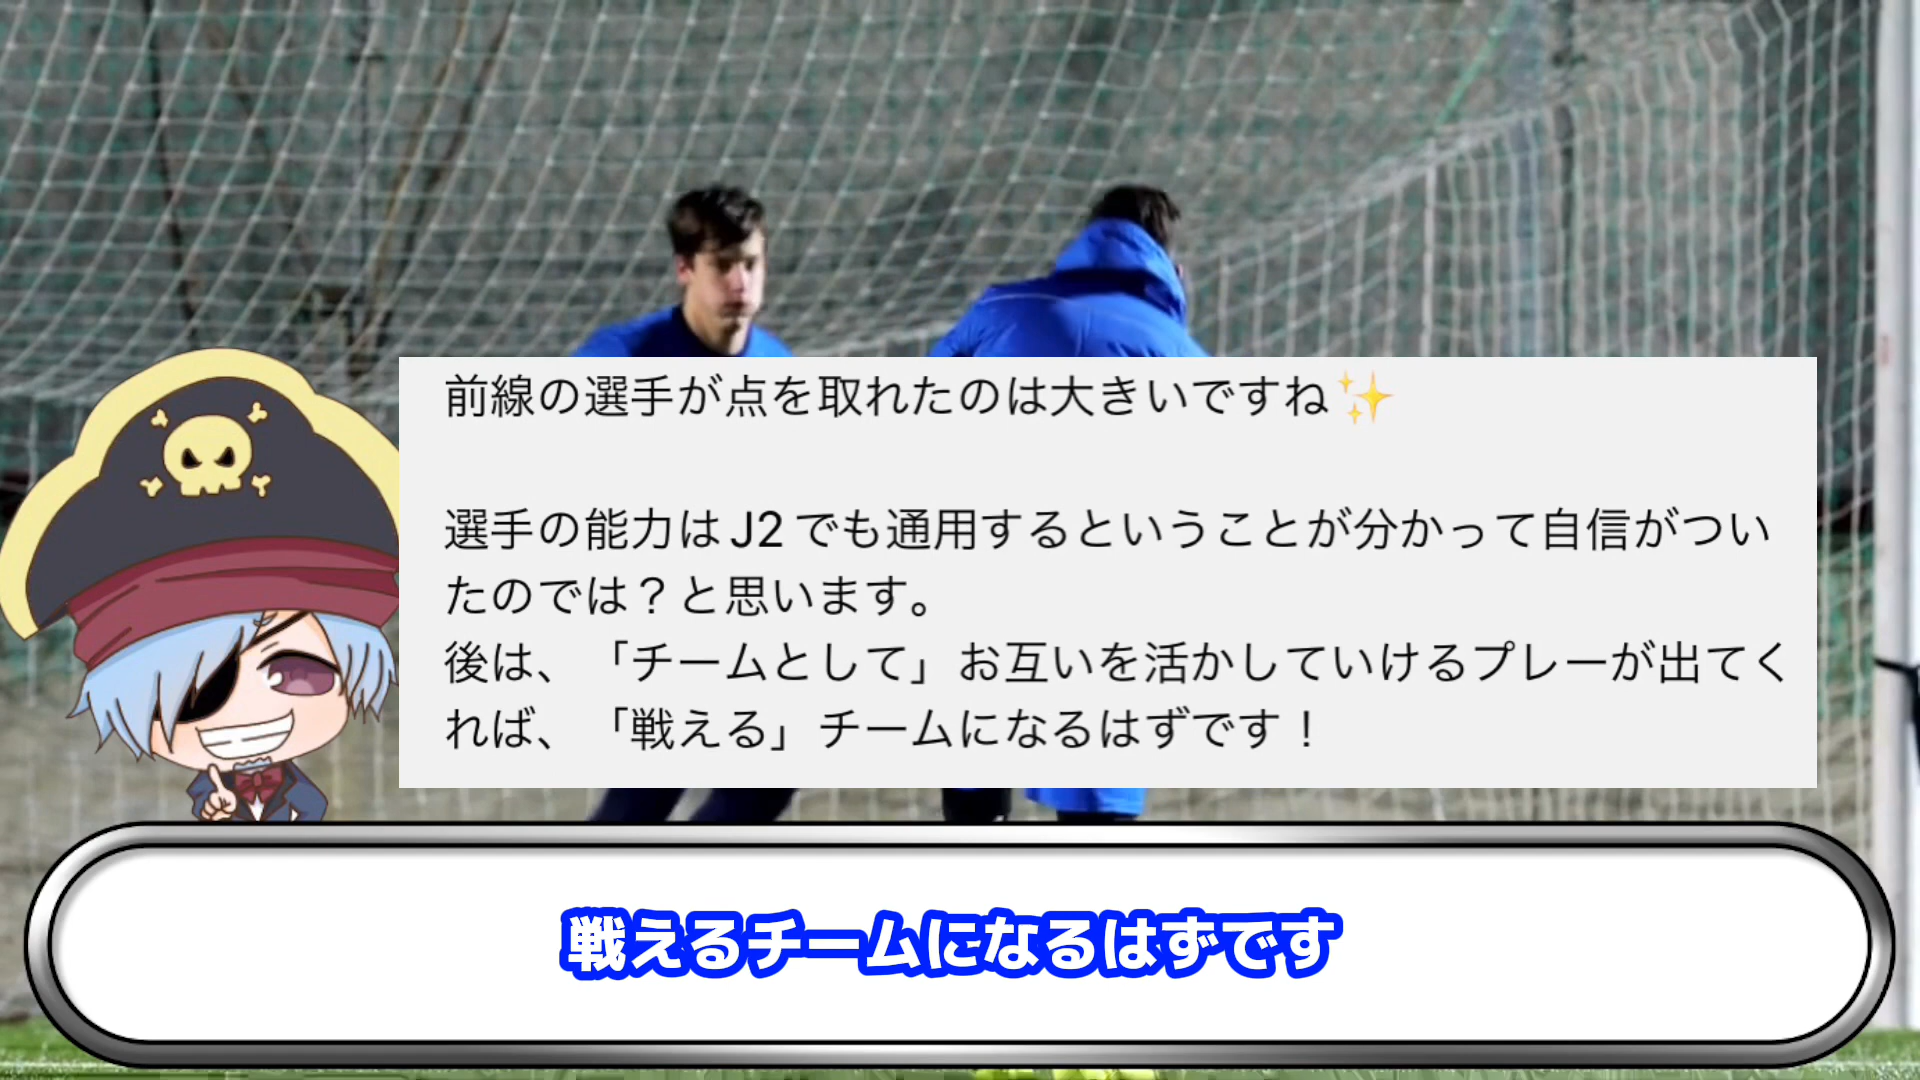 前線の選手が点を取れたのは大きいですね✨
選手の能力はJ2でも通用するということが分かって自信がつい
たのでは？と思います。
後は、「チームとして」お互いを活かしていけるプレーが出てく
れば、「戦える」チームになるはずです！
戦えるチームになるはずです